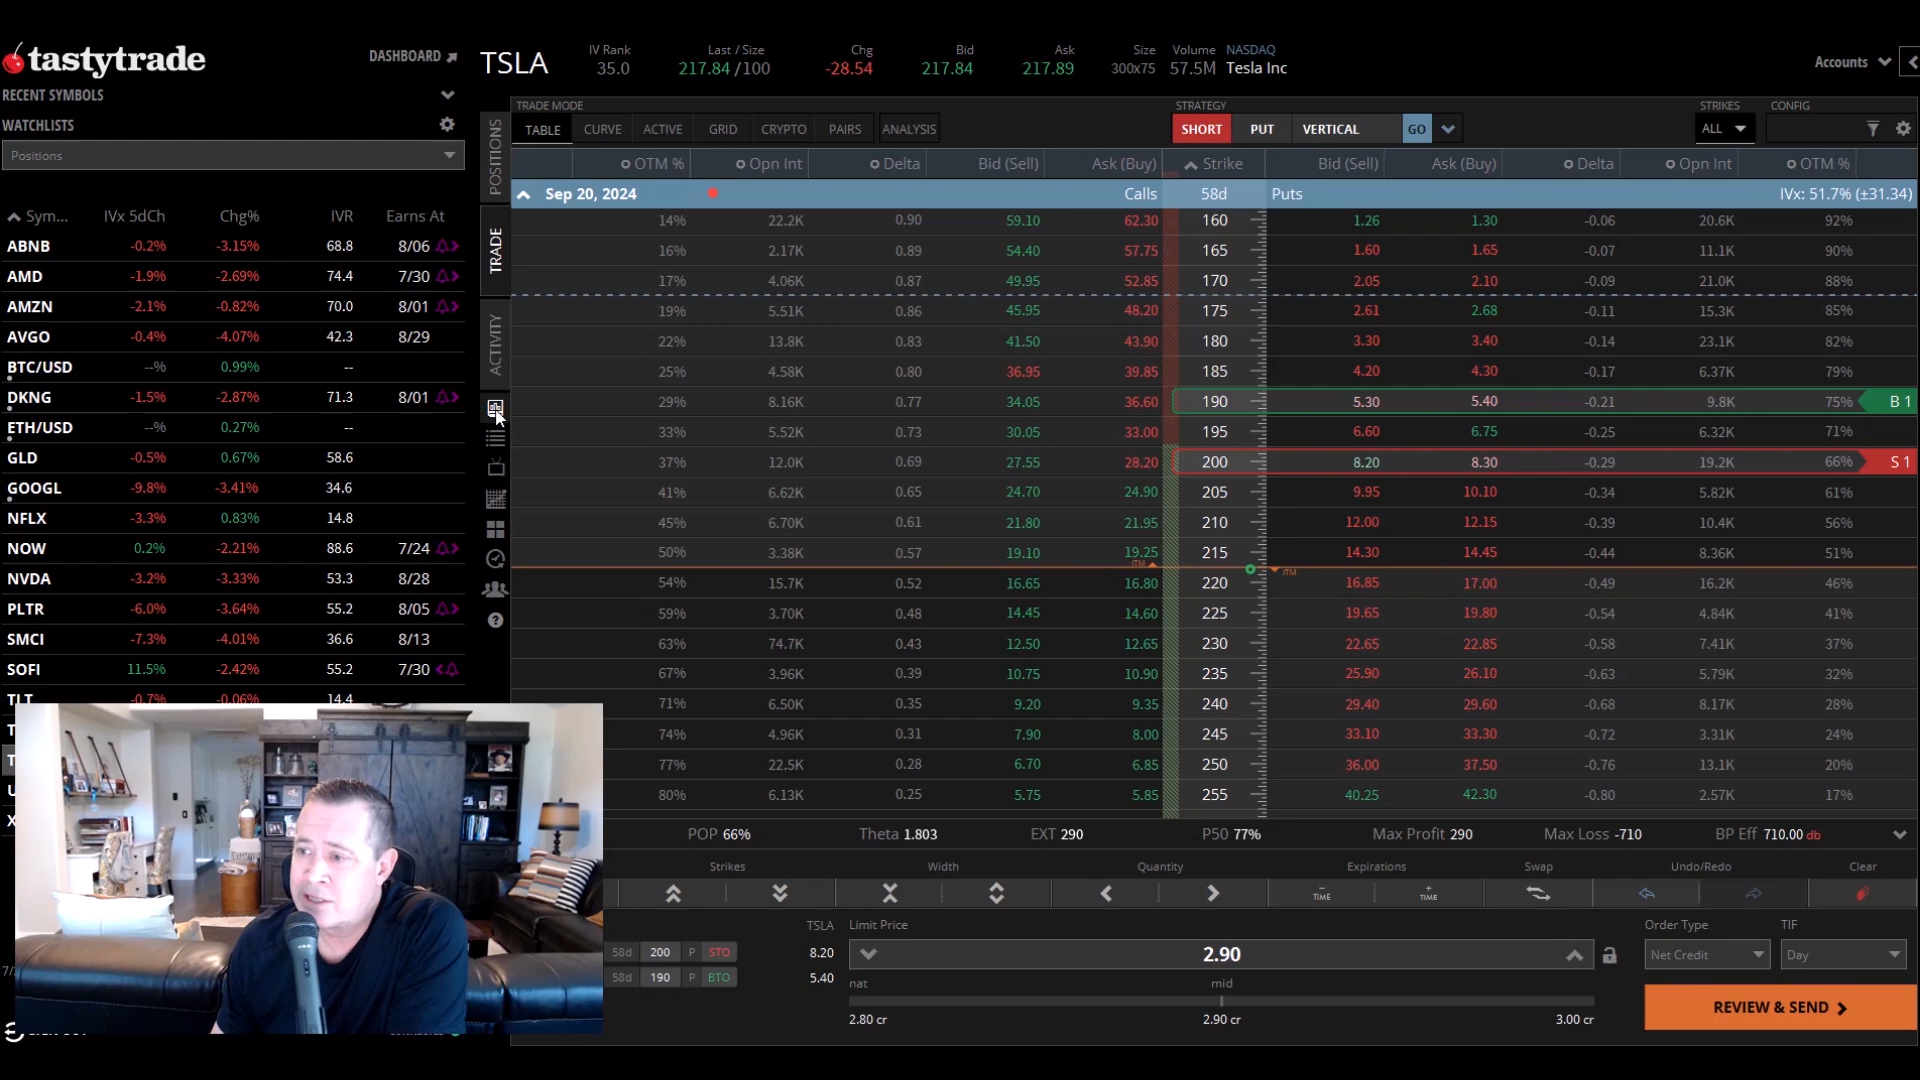 tastytrade
DASHBOARD
RECENT SYMBOLS
WATCHLISTS
Positions
Sym... IVx 5dCh Chg% IVR Earns At
ABNB -0.2% -3.15% 68.8 8/06
AMD -1.9% -2.69% 74.4 7/30
AMZN -2.1% -0.82% 70.0 8/01
AVGO -0.4% -4.07% 42.3 8/29
BTC/USD --% 0.99% --
DKNG -1.5% -2.87% 71.3 8/01
ETH/USD --% 0.27% --
GLD -0.5% 0.67% 58.6
GOOGL -9.8% -3.41% 34.6
NFLX -3.3% 0.83% 14.8
NOW 0.2% -2.21% 88.6 7/24
NVDA -3.2% -3.33% 53.3 8/28
PLTR -6.0% -3.64% 55.2 8/05
SMCI -7.3% -4.01% 36.6 8/13
SOFI 11.5% -2.42% 55.2 7/30
TLT -0.7% -0.06% 14.4
POSITIONS
TRADE
ACTIVITY
TSLA
IV Rank Last / Size Chg Bid Ask Size Volume NASDAQ
35.0 217.84 /100 -28.54 217.84 217.89 300x75 57.5M Tesla Inc
Accounts
TRADE MODE STRATEGY STRIKES CONFIG
TABLE CURVE ACTIVE GRID CRYPTO PAIRS ANALYSIS SHORT PUT VERTICAL GO ALL
OTM % Opn Int Delta Bid (Sell) Ask (Buy) Strike Bid (Sell) Ask (Buy) Delta Opn Int OTM %
Sep 20, 2024 Calls 58d Puts IVx: 51.7% (±31.34)
14% 22.2K 0.90 59.10 62.30 160 1.26 1.30 -0.06 20.6K 92%
16% 2.17K 0.89 54.40 57.75 165 1.60 1.65 -0.07 11.1K 90%
17% 4.06K 0.87 49.95 52.85 170 2.05 2.10 -0.09 21.0K 88%
19% 5.51K 0.86 45.95 48.20 175 2.61 2.68 -0.11 15.3K 85%
22% 13.8K 0.83 41.50 43.90 180 3.30 3.40 -0.14 23.1K 82%
25% 4.58K 0.80 36.95 39.85 185 4.20 4.30 -0.17 6.37K 79%
29% 8.16K 0.77 34.05 36.60 190 5.30 5.40 -0.21 9.8K 75% B 1
33% 5.52K 0.73 30.05 33.00 195 6.60 6.75 -0.25 6.32K 71%
37% 12.0K 0.69 27.55 28.20 200 8.20 8.30 -0.29 19.2K 66% S 1
41% 6.62K 0.65 24.70 24.90 205 9.95 10.10 -0.34 5.82K 61%
45% 6.70K 0.61 21.80 21.95 210 12.00 12.15 -0.39 10.4K 56%
50% 3.38K 0.57 19.10 19.25 215 14.30 14.45 -0.44 8.36K 51%
ITM ITM
54% 15.7K 0.52 16.65 16.80 220 16.85 17.00 -0.49 16.2K 46%
59% 3.70K 0.48 14.45 14.60 225 19.65 19.80 -0.54 4.84K 41%
63% 74.7K 0.43 12.50 12.65 230 22.65 22.85 -0.58 7.41K 37%
67% 3.96K 0.39 10.75 10.90 235 25.90 26.10 -0.63 5.79K 32%
71% 6.50K 0.35 9.20 9.35 240 29.40 29.60 -0.68 8.17K 28%
74% 4.96K 0.31 7.90 8.00 245 33.10 33.30 -0.72 3.31K 24%
77% 22.5K 0.28 6.70 6.85 250 36.00 37.50 -0.76 13.1K 20%
80% 6.13K 0.25 5.75 5.85 255 40.25 42.30 -0.80 2.57K 17%
POP 66% Theta 1.803 EXT 290 P50 77% Max Profit 290 Max Loss -710 BP Eff 710.00 db
Strikes Width Quantity Expirations Swap Undo/Redo Clear
TIME TIME
TSLA Limit Price Order Type TIF
58d 200 P STO 8.20 2.90 Net Credit Day
58d 190 P BTO 5.40
nat mid
2.80 cr 2.90 cr 3.00 cr
REVIEW & SEND